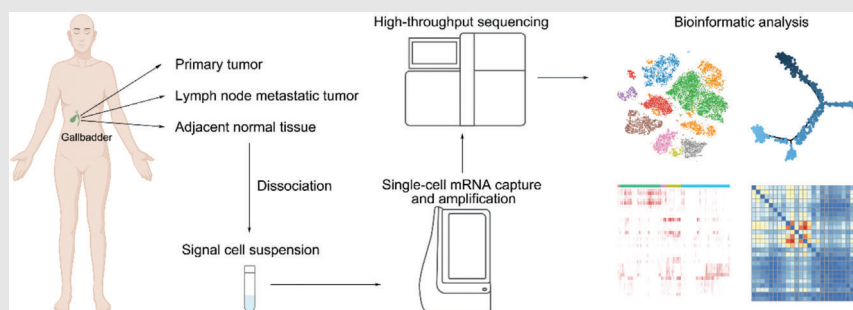 High-throughput sequencing
Bioinformatic analysis
Primary tumor
Lymph node metastatic tumor
Adjacent normal tissue
Gallbadder
Dissociation
Single-cell mRNA capture
and amplification
Signal cell suspension